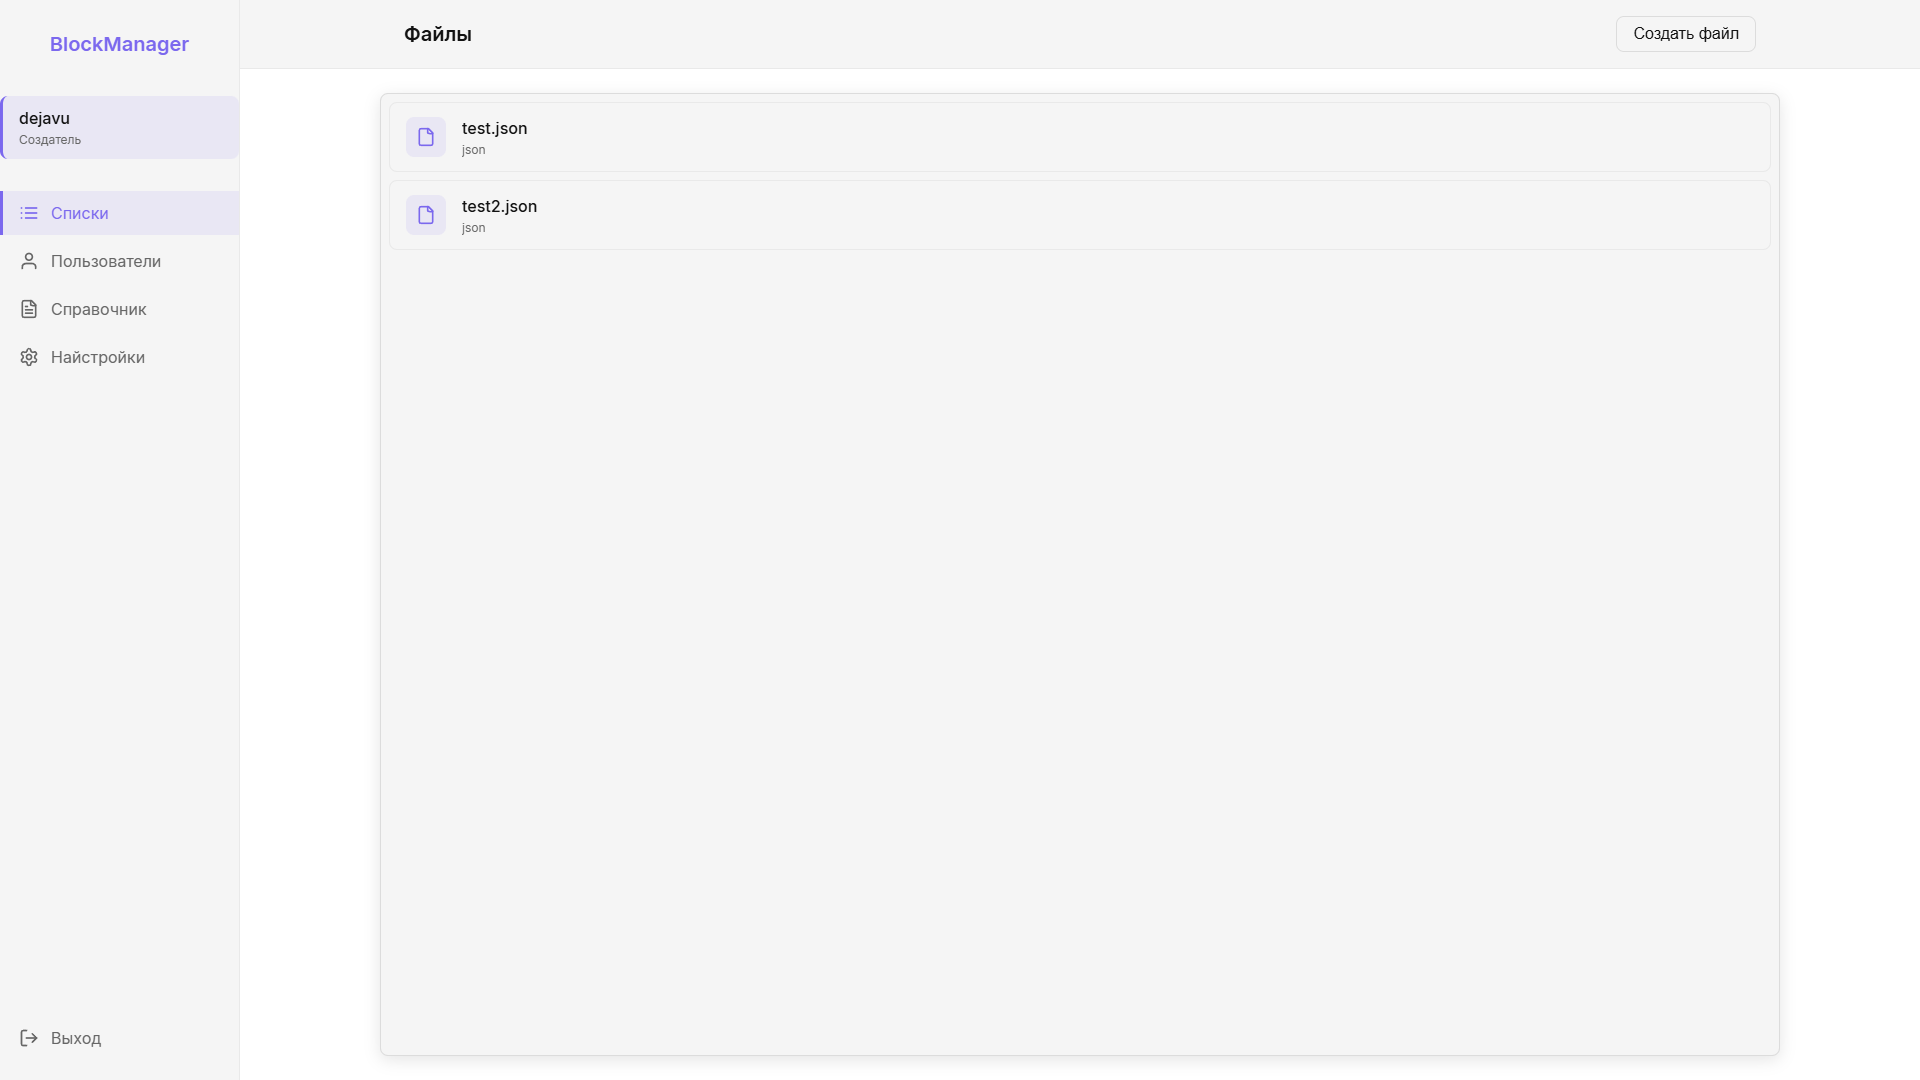 BlockManager
dejavu
Создатель
Списки
Пользователи
Справочник
Найстройки
Выход
Файлы
Создать файл
test.json
json
test2.json
json